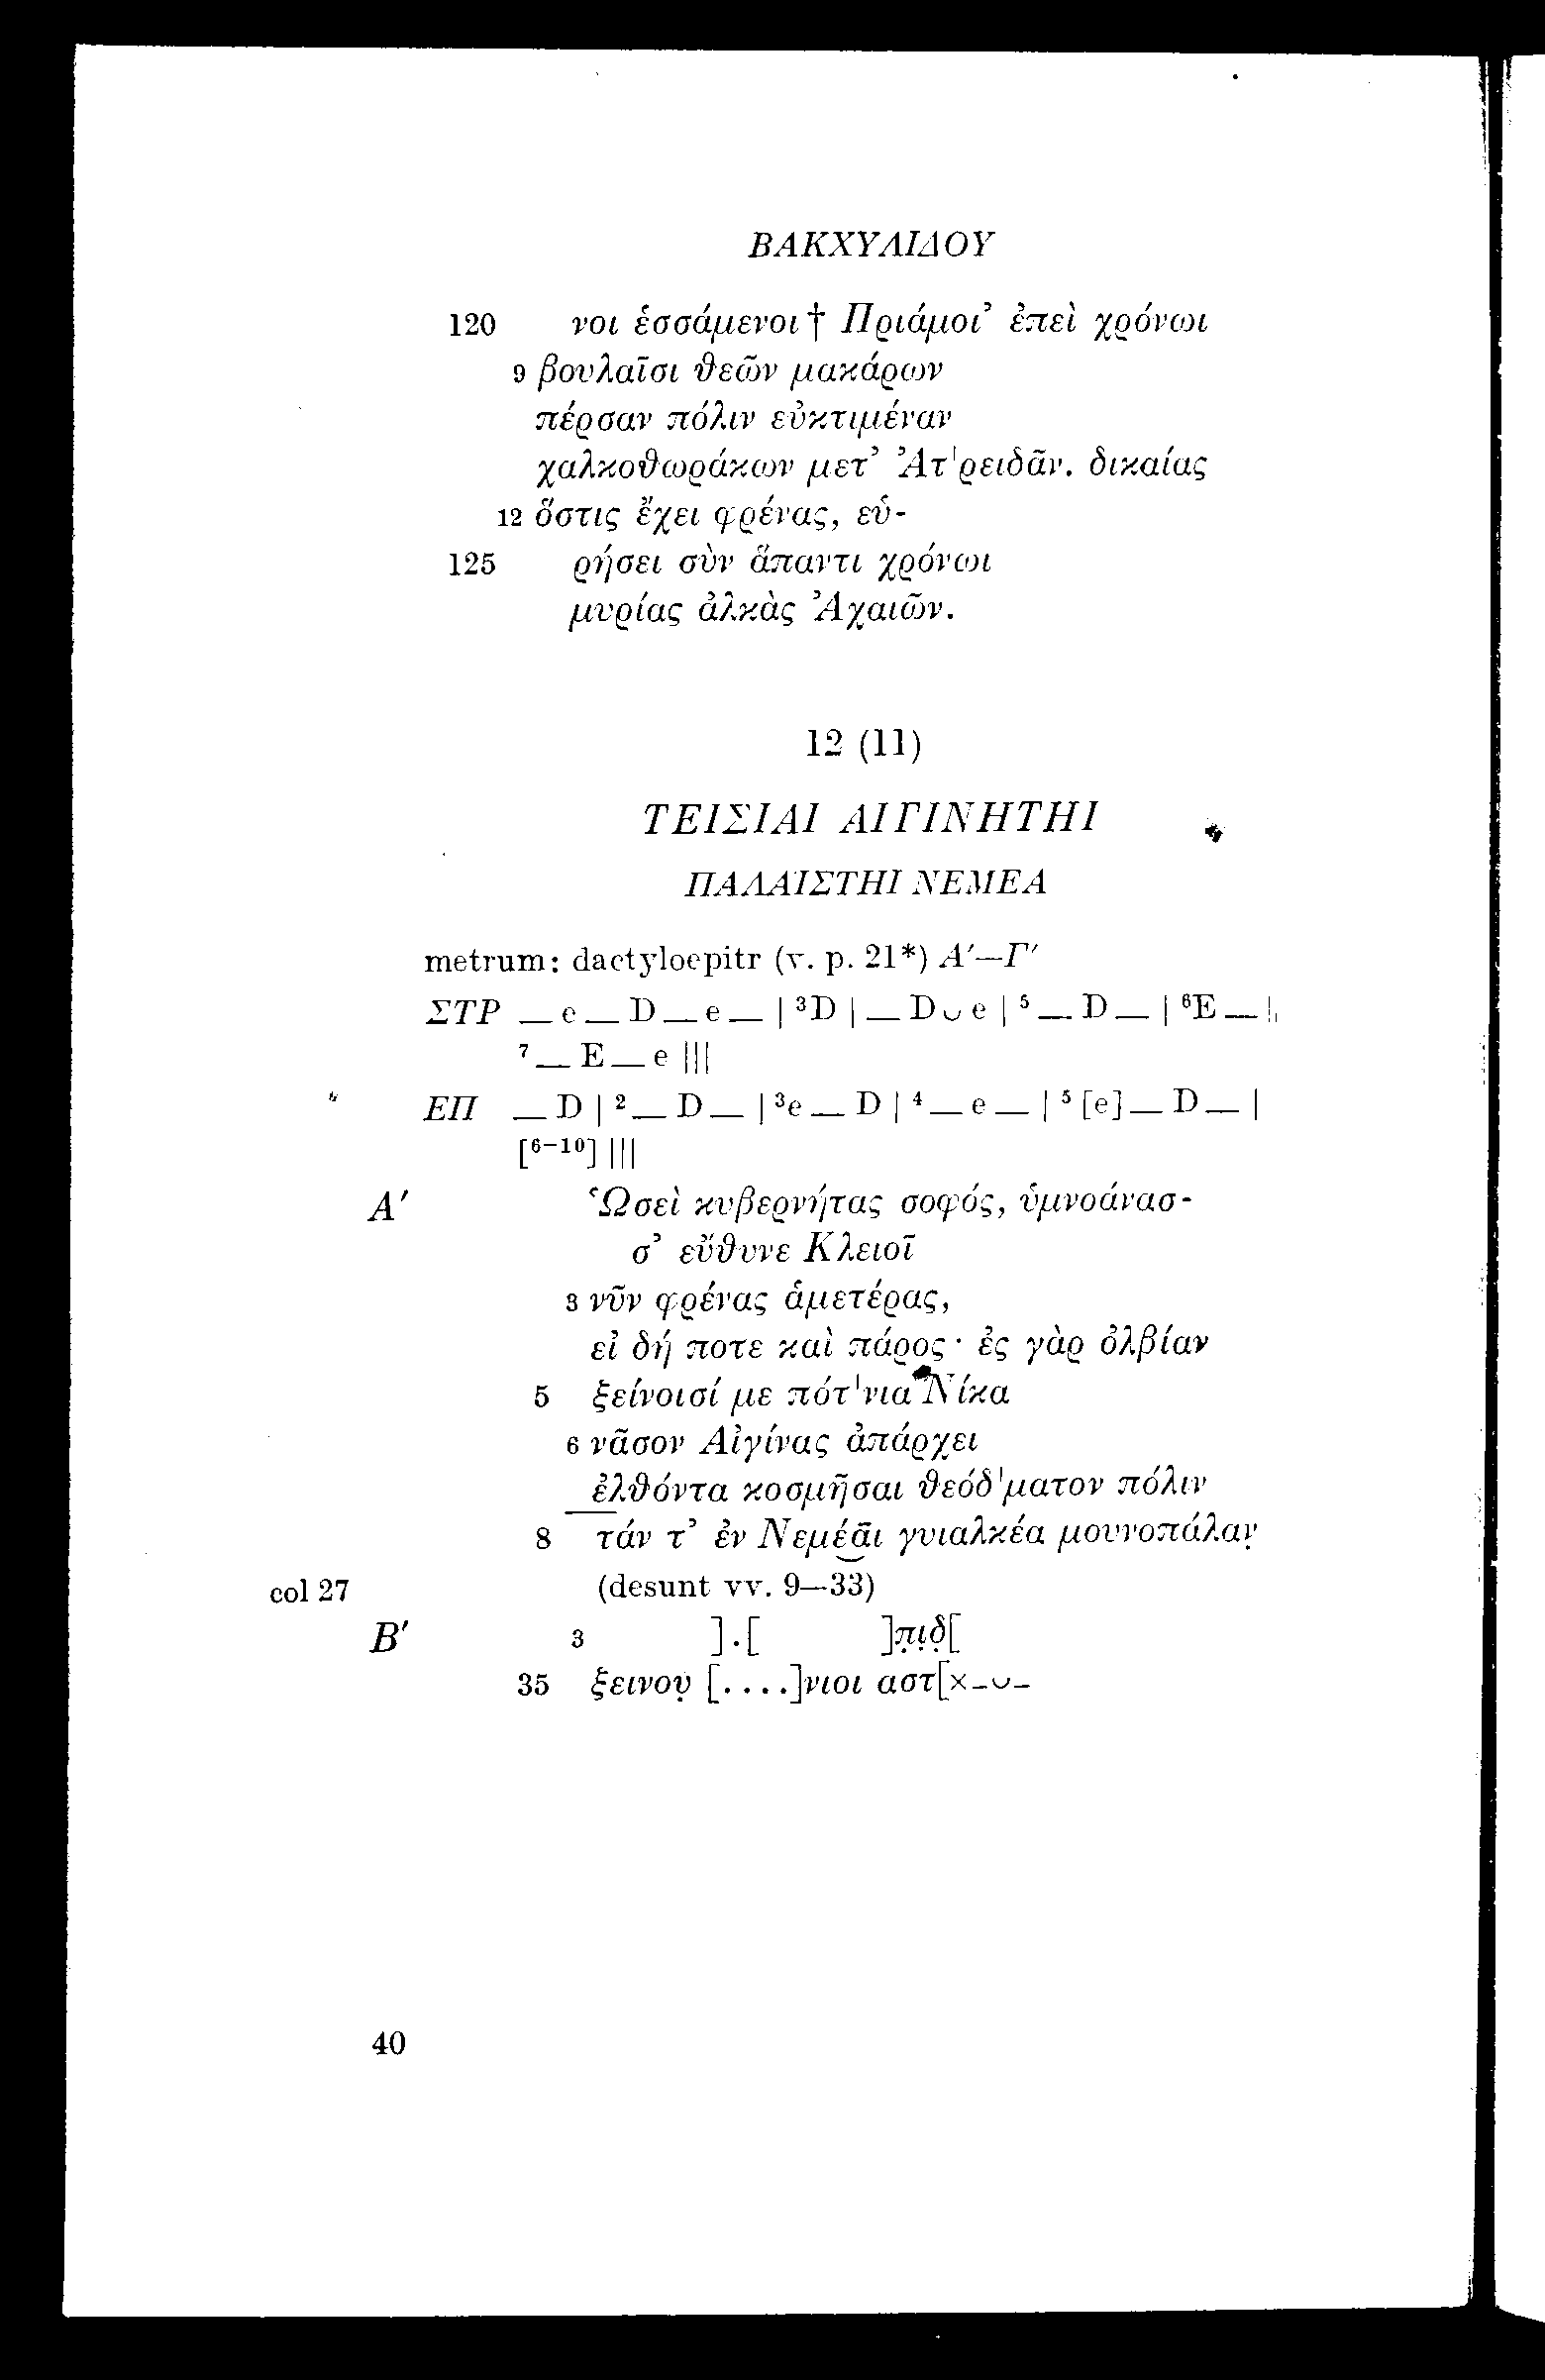 ΒΑΚΧΥΛΙΔΟΥ
120 νοι ἑσσάμενοι † Πριάμοι’ ἐπεὶ χρόνωι
9 βουλαῖσι θεῶν μακάρων
πέρσαν πόλιν εὐκτιμέναν
χαλκοθωράκων μετ’ Ἀτ'ρειδᾶν. δικαίας
12 ὅστις ἔχει φρένας, εὑ-
125 ρήσει σὺν ἅπαντι χρόνωι
μυρίας ἀλκὰς Ἀχαιῶν.
12 (11)
ΤΕΙΣΙΑΙ ΑΙΓΙΝΗΤΗΙ
ΠΑΛΑΪΣΤΗΙ ΝΕΜΕΑ
metrum: dactyloepitr (v. p. 21*) Α′—Γ′
ΣΤΡ — e — D — e — | ³D | — D ᴗ e | ⁵ — D — | ⁶E — ||
⁷ — E — e |||
ΕΠ — D | ² — D — | ³e — D | ⁴ — e — | ⁵ [e] — D — |
[⁶⁻¹⁰] |||
Α′ Ὡσεὶ κυβερνήτας σοφός, ὑμνοάνασ-
σ’ εὔθυνε Κλειοῖ
3 νῦν φρένας ἁμετέρας,
εἰ δή ποτε καὶ πάρος· ἐς γὰρ ὀλβίαν
5 ξείνοισί με πότ'νια Νίκα
6 νᾶσον Αἰγίνας ἀπάρχει
ἐλθόντα κοσμῆσαι θεόδ'ματον πόλιν
8 τάν τ’ ἐν Νεμέᾱͅι γυιαλκέα μουνοπάλαν̣
col 27 (desunt vv. 9—33)
Β′ 3 ]·[ ]π̣ι̣δ̣[
35 ξεινου̣ [....]νιοι αστ[×–ᴗ–
40